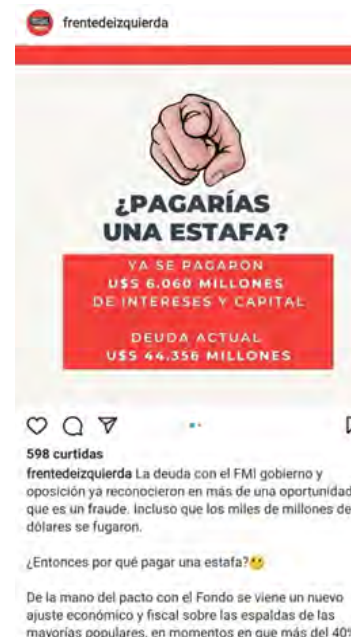 frentedeizquierda
¿PAGARÍAS
UNA ESTAFA?
YA SE PAGARON
U$S 6.060 MILLONES
DE INTERESES Y CAPITAL
DEUDA ACTUAL
U$S 44.356 MILLONES
598 curtidas
frentedeizquierda La deuda con el FMI gobierno y
oposición ya reconocieron en más de una oportunidad
que es un fraude. Incluso que los miles de millones de
dólares se fugaron.
¿Entonces por qué pagar una estafa?🤨
De la mano del pacto con el Fondo se viene un nuevo
ajuste económico y fiscal sobre las espaldas de las
mayorías populares, en momentos en que más del 40%